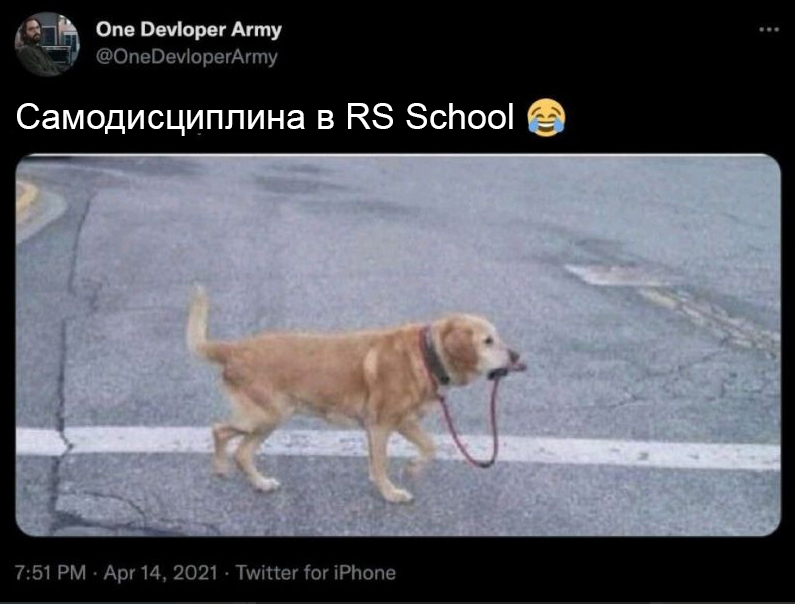 One Devloper Army
@OneDevloperArmy
Самодисциплина в RS School 😂
7:51 PM · Apr 14, 2021 · Twitter for iPhone